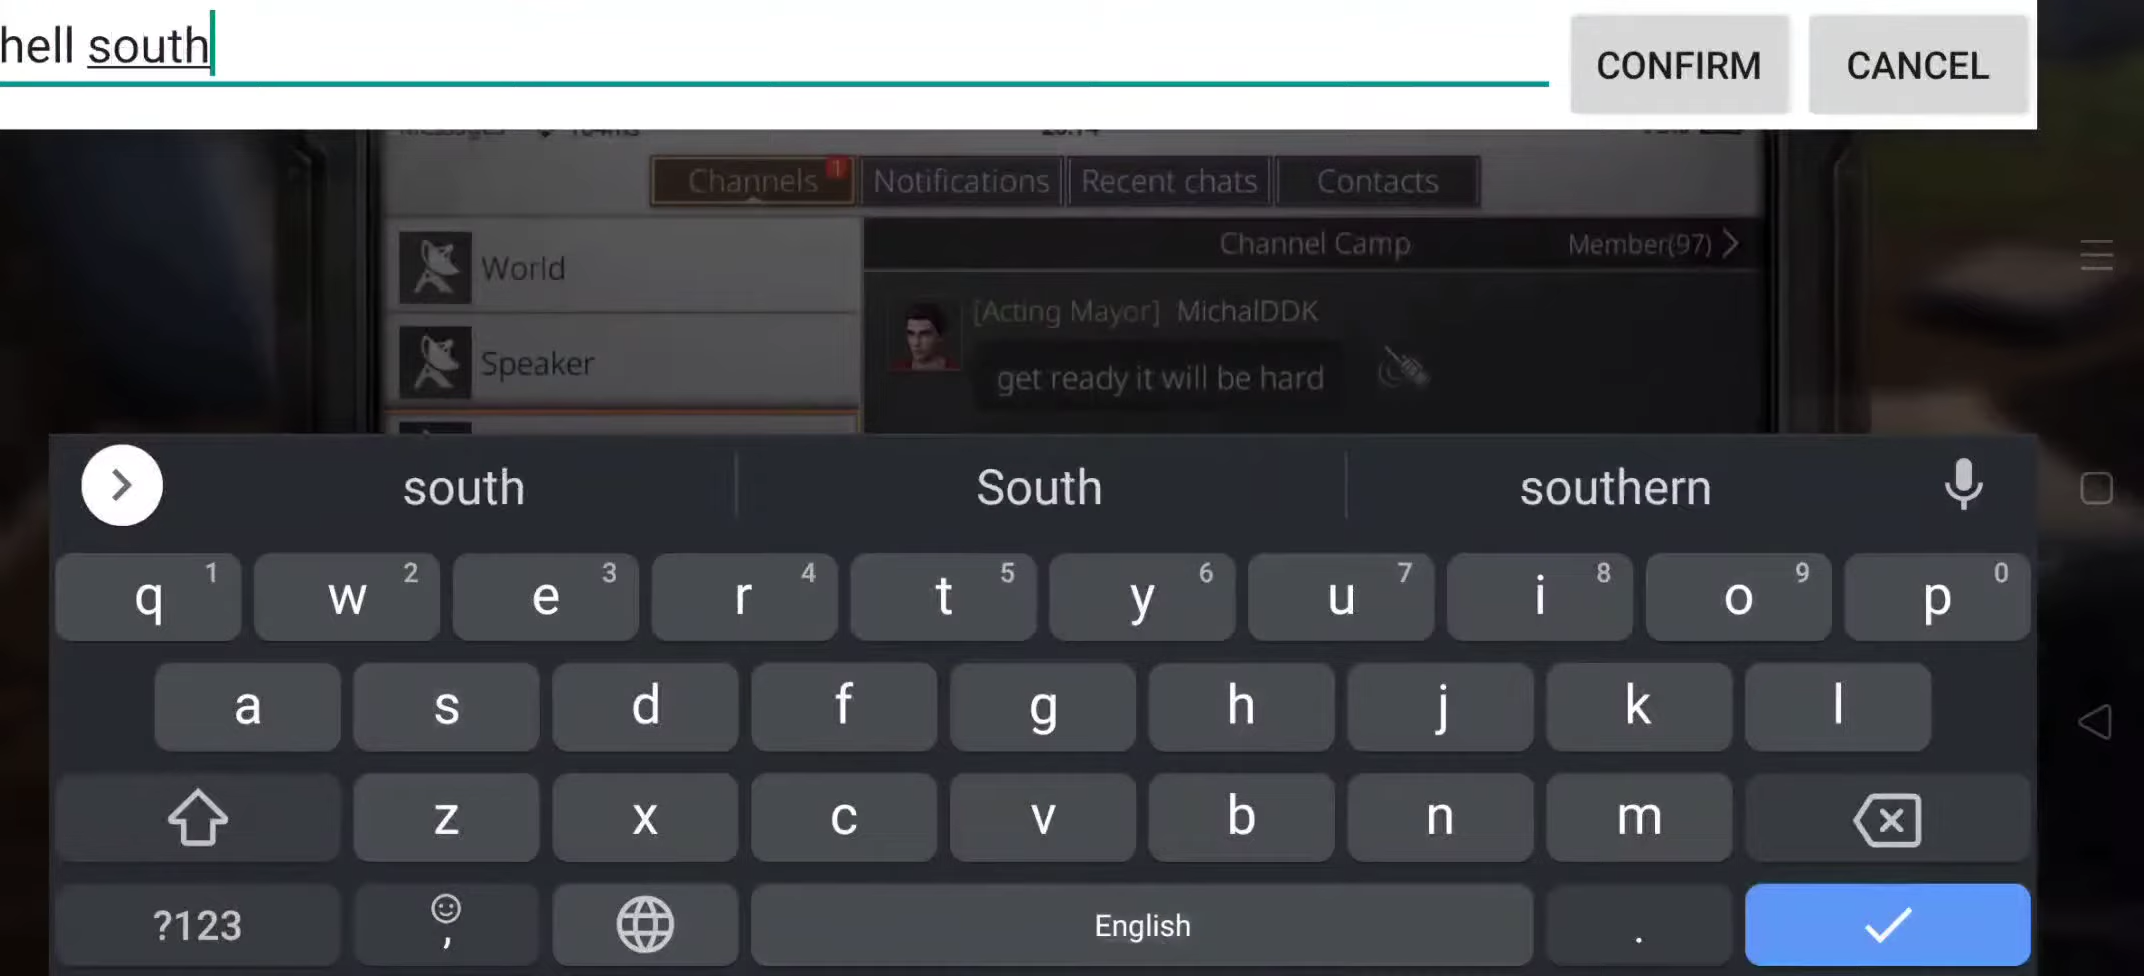 hell south
CONFIRM
CANCEL
Channels 1
Notifications
Recent chats
Contacts
World
Channel Camp
Member(97)
[Acting Mayor] MichalDDK
Speaker
get ready it will be hard
south
South
southern
q 1 w 2 e 3 r 4 t 5 y 6 u 7 i 8 o 9 p 0
a s d f g h j k l
z x c v b n m
?123 , English .